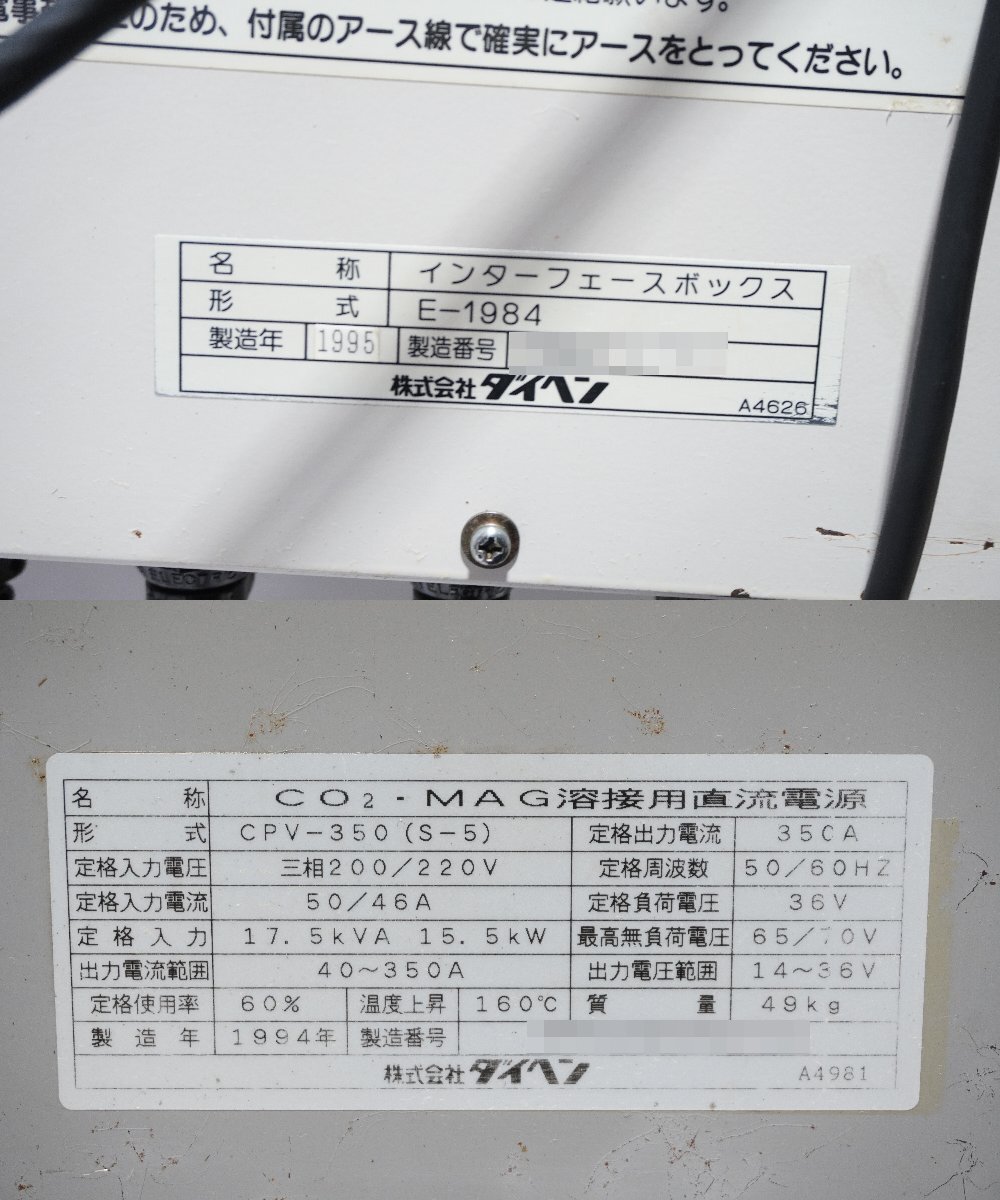 のため、付属のアース線で確実にアースをとってください。
名称 インターフェースボックス
形式 E-1984
製造年 1995 製造番号
株式会社ダイヘン A4626
名称 CO2・MAG溶接用直流電源
形式 CPV-350(S-5) 定格出力電流 350A
定格入力電圧 三相200/220V 定格周波数 50/60HZ
定格入力電流 50/46A 定格負荷電圧 36V
定格入力 17.5kVA 15.5kW 最高無負荷電圧 65/70V
出力電流範囲 40~350A 出力電圧範囲 14~36V
定格使用率 60% 温度上昇 160℃ 質量 49kg
製造年 1994年 製造番号
株式会社ダイヘン A4981